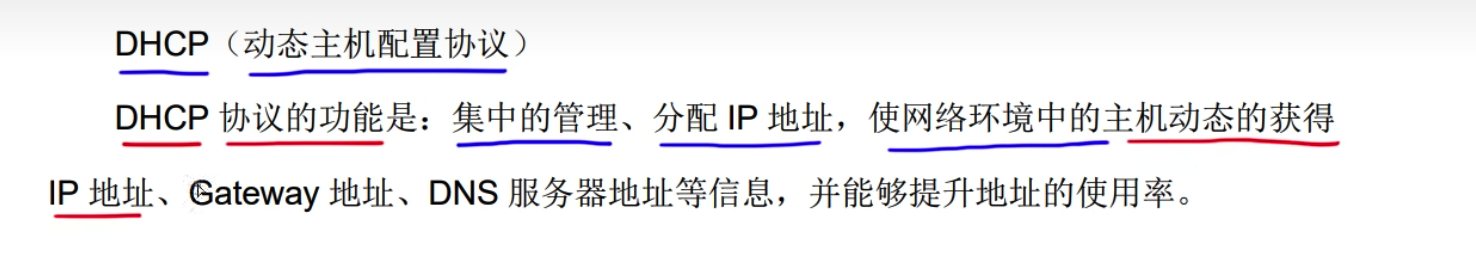 DHCP（动态主机配置协议）
DHCP 协议的功能是：集中的管理、分配 IP 地址，使网络环境中的主机动态的获得
IP 地址、Gateway 地址、DNS 服务器地址等信息，并能够提升地址的使用率。